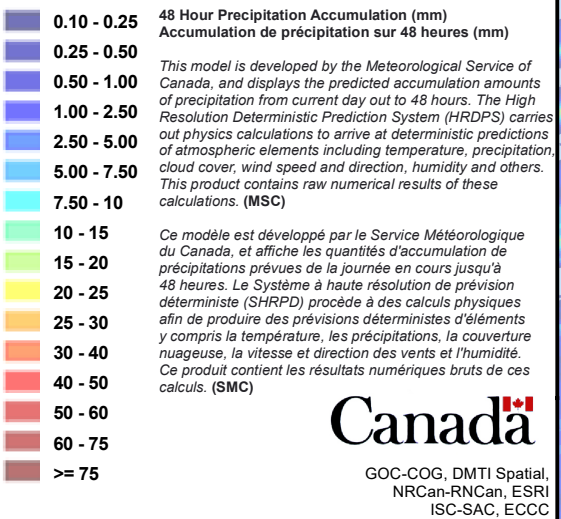 0.10 - 0.25
0.25 - 0.50
0.50 - 1.00
1.00 - 2.50
2.50 - 5.00
5.00 - 7.50
7.50 - 10
10 - 15
15 - 20
20 - 25
25 - 30
30 - 40
40 - 50
50 - 60
60 - 75
>= 75
48 Hour Precipitation Accumulation (mm)
Accumulation de précipitation sur 48 heures (mm)
This model is developed by the Meteorological Service of
Canada, and displays the predicted accumulation amounts
of precipitation from current day out to 48 hours. The High
Resolution Deterministic Prediction System (HRDPS) carries
out physics calculations to arrive at deterministic predictions
of atmospheric elements including temperature, precipitation,
cloud cover, wind speed and direction, humidity and others.
This product contains raw numerical results of these
calculations. (MSC)
Ce modèle est développé par le Service Météorologique
du Canada, et affiche les quantités d'accumulation de
précipitations prévues de la journée en cours jusqu'à
48 heures. Le Système à haute résolution de prévision
déterministe (SHRPD) procède à des calculs physiques
afin de produire des prévisions déterministes d'éléments
y compris la température, les précipitations, la couverture
nuageuse, la vitesse et direction des vents et l'humidité.
Ce produit contient les résultats numériques bruts de ces
calculs. (SMC)
Canada
GOC-COG, DMTI Spatial,
NRCan-RNCan, ESRI
ISC-SAC, ECCC